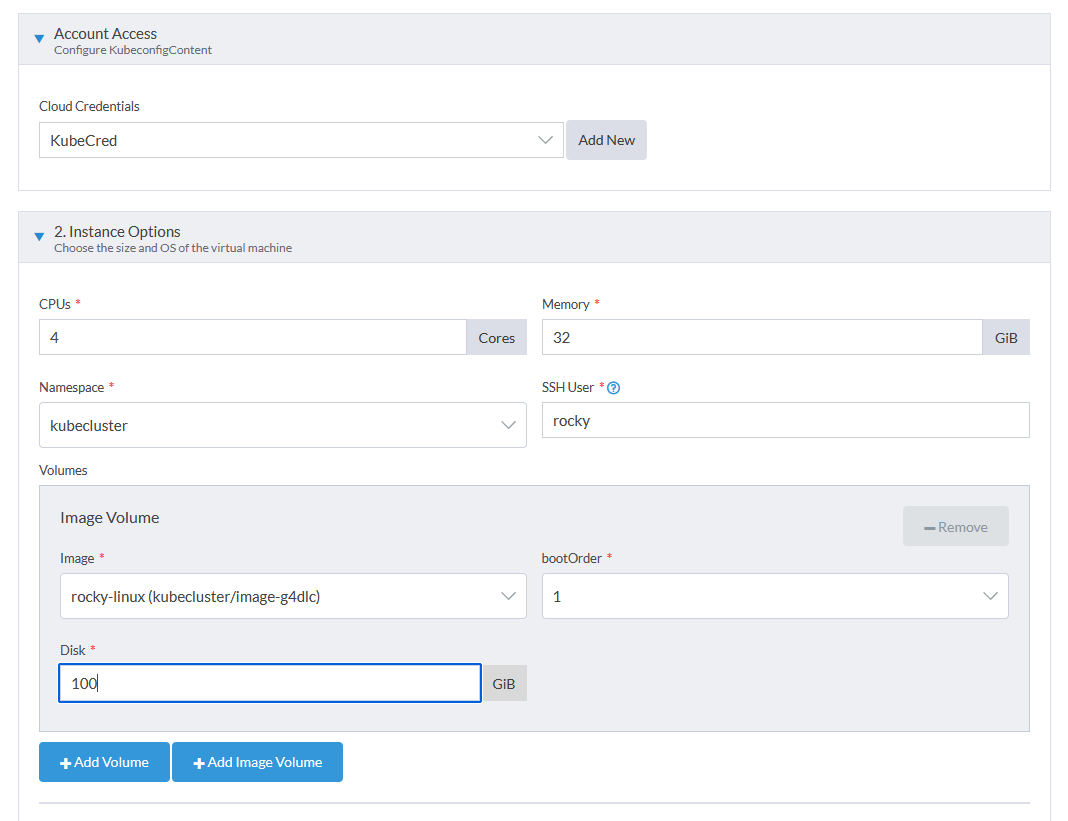 Account Access
Configure KubeconfigContent
Cloud Credentials
KubeCred
Add New
2. Instance Options
Choose the size and OS of the virtual machine
CPUs *
Memory *
4
Cores
32
GiB
Namespace *
SSH User *
kubecluster
rocky
Volumes
Image Volume
Remove
Image *
bootOrder *
rocky-linux (kubecluster/image-g4dlc)
1
Disk *
100
GiB
Add Volume
Add Image Volume